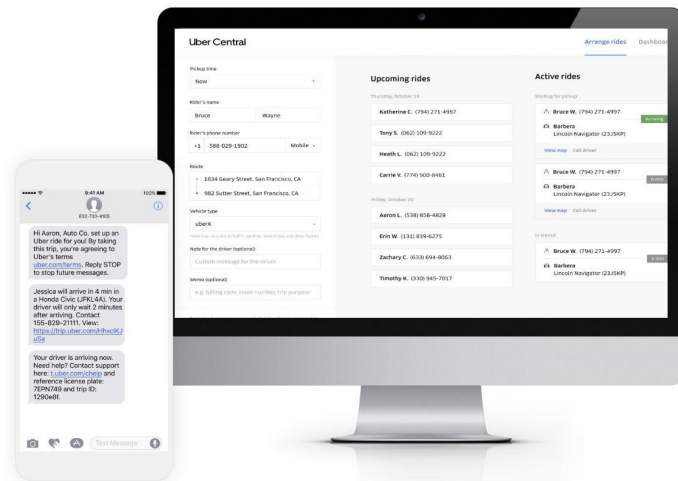 Uber Central
Arrange rides
Dashboar
Pickup time
Now
Rider's name
Bruce
Wayne
Rider's phone number
+1 588-029-1902
Mobile
Route
1834 Geary Street, San Francisco, CA
982 Sutter Street, San Francisco, CA
Vehicle type
uberX
Note for the driver (optional)
Custom message for the driver
Memo (optional)
e.g. billing code, room number, trip purpose
Upcoming rides
Thursday, October 19
Katherine C. (794) 271-4997
Tony S. (062) 109-9222
Heath L. (062) 109-9222
Carrie V. (774) 900-8461
Friday, October 20
Aaron L. (538) 858-4828
Erin W. (131) 839-6275
Zachary C. (633) 694-8063
Timothy K. (330) 945-7017
Active rides
Waiting for pickup
Bruce W. (794) 271-4997
Arriving
Barbera
Lincoln Navigator (23J5KP)
View map Call driver
Bruce W. (794) 271-4997
6 min
Barbera
Lincoln Navigator (23J5KP)
View map Call driver
In transit
Bruce W. (794) 271-4997
6 min
Barbera
Lincoln Navigator (23J5KP)
9:41 AM
100%
Hi Aaron, Auto Co. set up an
Uber ride for you! By taking
this trip, you're agreeing to
Uber's terms
uber.com/terms. Reply STOP
to stop future messages.
Jessica will arrive in 4 min in
a Honda Civic (JFKL4A). Your
driver will only wait 2 minutes
after arriving. Contact
155-829-21111. View:
https://trip.uber.com/HhxclKJ
uSa
Your driver is arriving now.
Need help? Contact support
here: t.uber.com/chelp and
reference license plate:
7EPN749 and trip ID:
1290e8f.
Text Message